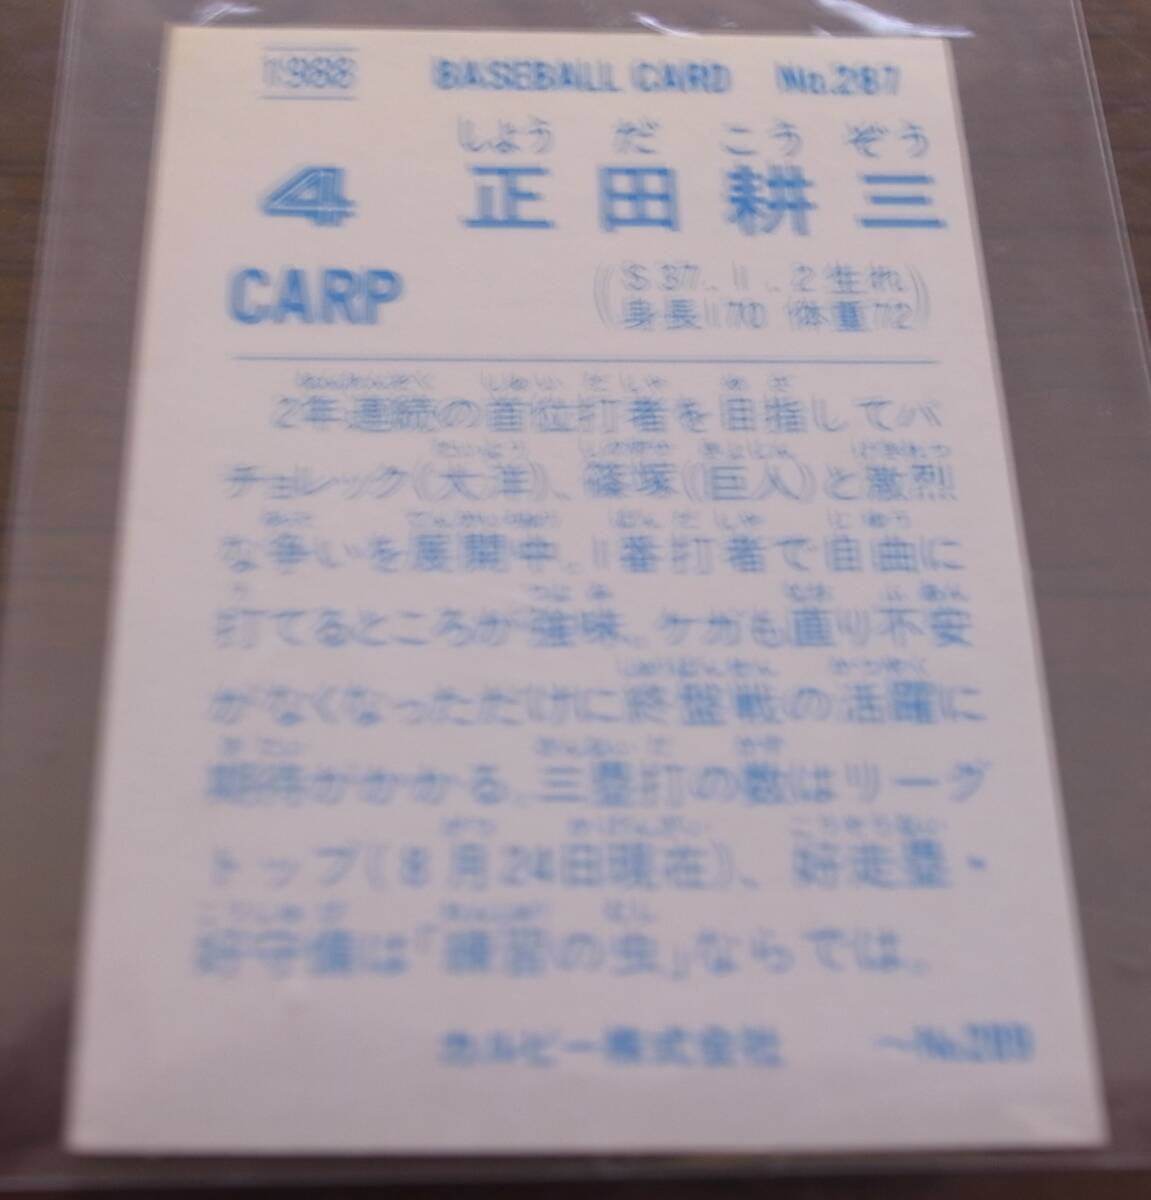 1988 BASEBALL CARD No.287
しょう だ こう ぞう
4 正田耕三
CARP
(S37.11.2生れ
身長170 体重72)
2年連続の首位打者を目指してパ
チョレック(大洋)、篠塚(巨人)と激烈
な争いを展開中。1番打者で自由に
打てるところが強味。ケガも直り不安
がなくなっただけに終盤戦の活躍に
期待がかかる。三塁打の数はリーグ
トップ(8月24日現在)、好走塁・
好守備は「練習の虫」ならでは。
カルビー株式会社